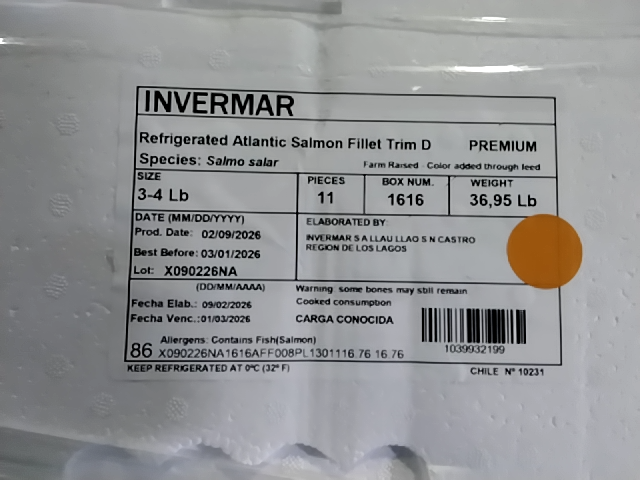 INVERMAR
Refrigerated Atlantic Salmon Fillet Trim D PREMIUM
Species: Salmo salar Farm Raised - Color added through feed
SIZE PIECES BOX NUM. WEIGHT
3-4 Lb 11 1616 36,95 Lb
DATE (MM/DD/YYYY)
Prod. Date: 02/09/2026
Best Before: 03/01/2026
Lot: X090226NA
ELABORATED BY:
INVERMAR S A LLAU LLAO S N CASTRO
REGION DE LOS LAGOS
(DD/MM/AAAA)
Fecha Elab.: 09/02/2026
Fecha Venc.: 01/03/2026
Warning some bones may still remain
Cooked consumption
CARGA CONOCIDA
1039932199
Allergens: Contains Fish(Salmon)
86 X090226NA1616AFF008PL1301116 76 16 76
KEEP REFRIGERATED AT 0ºC (32º F) CHILE Nº 10231